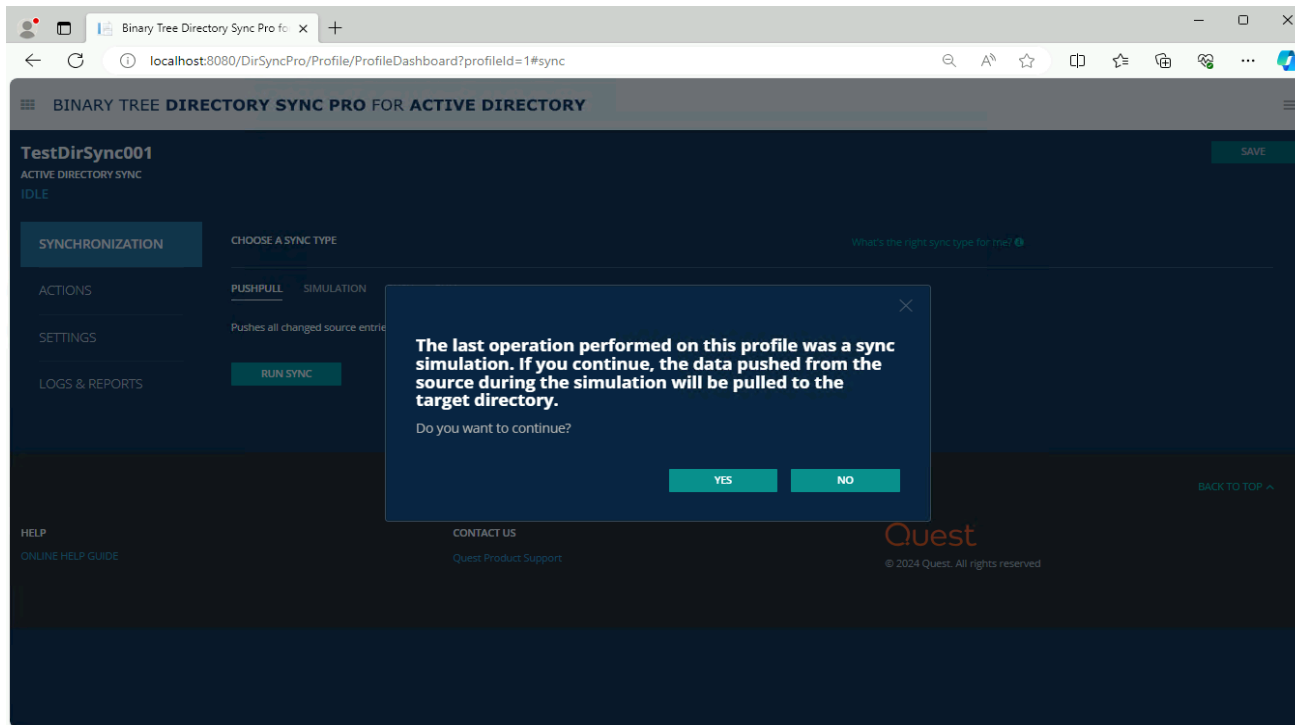 Binary Tree Directory Sync Pro fo
localhost:8080/DirSyncPro/Profile/ProfileDashboard?profileId=1#sync
BINARY TREE DIRECTORY SYNC PRO FOR ACTIVE DIRECTORY
TestDirSync001
SAVE
ACTIVE DIRECTORY SYNC
IDLE
SYNCHRONIZATION
CHOOSE A SYNC TYPE
What's the right sync type for me?
ACTIONS
PUSHPULL SIMULATION
SETTINGS
Pushes all changed source entrie
LOGS & REPORTS
RUN SYNC
The last operation performed on this profile was a sync
simulation. If you continue, the data pushed from the
source during the simulation will be pulled to the
target directory.
Do you want to continue?
YES NO
BACK TO TOP
HELP
ONLINE HELP GUIDE
CONTACT US
Quest Product Support
Quest
© 2024 Quest. All rights reserved